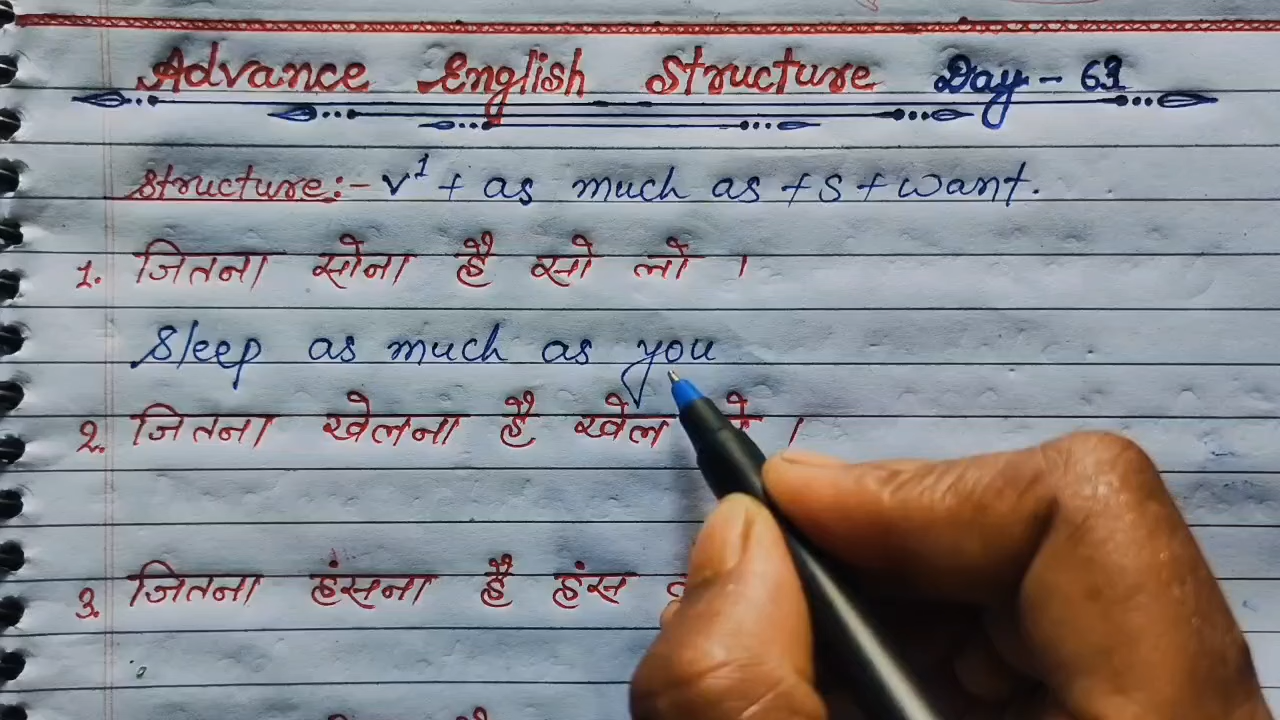 Advance English Structure Day - 61
Structure:- V¹ + as much as + S + want.
1. जितना सोना है सो लो ।
Sleep as much as you
2. जितना खेलना है खेल ।
3. जितना हंसना है हंस